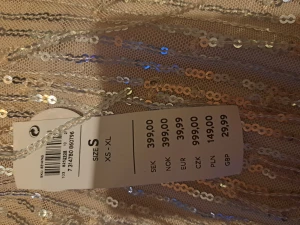 S
SIZE
XS - XL
SEK 399,00
NOK 399,00
EUR 39,99
CZK 999,00
PLN 149,00
GBP 29,99